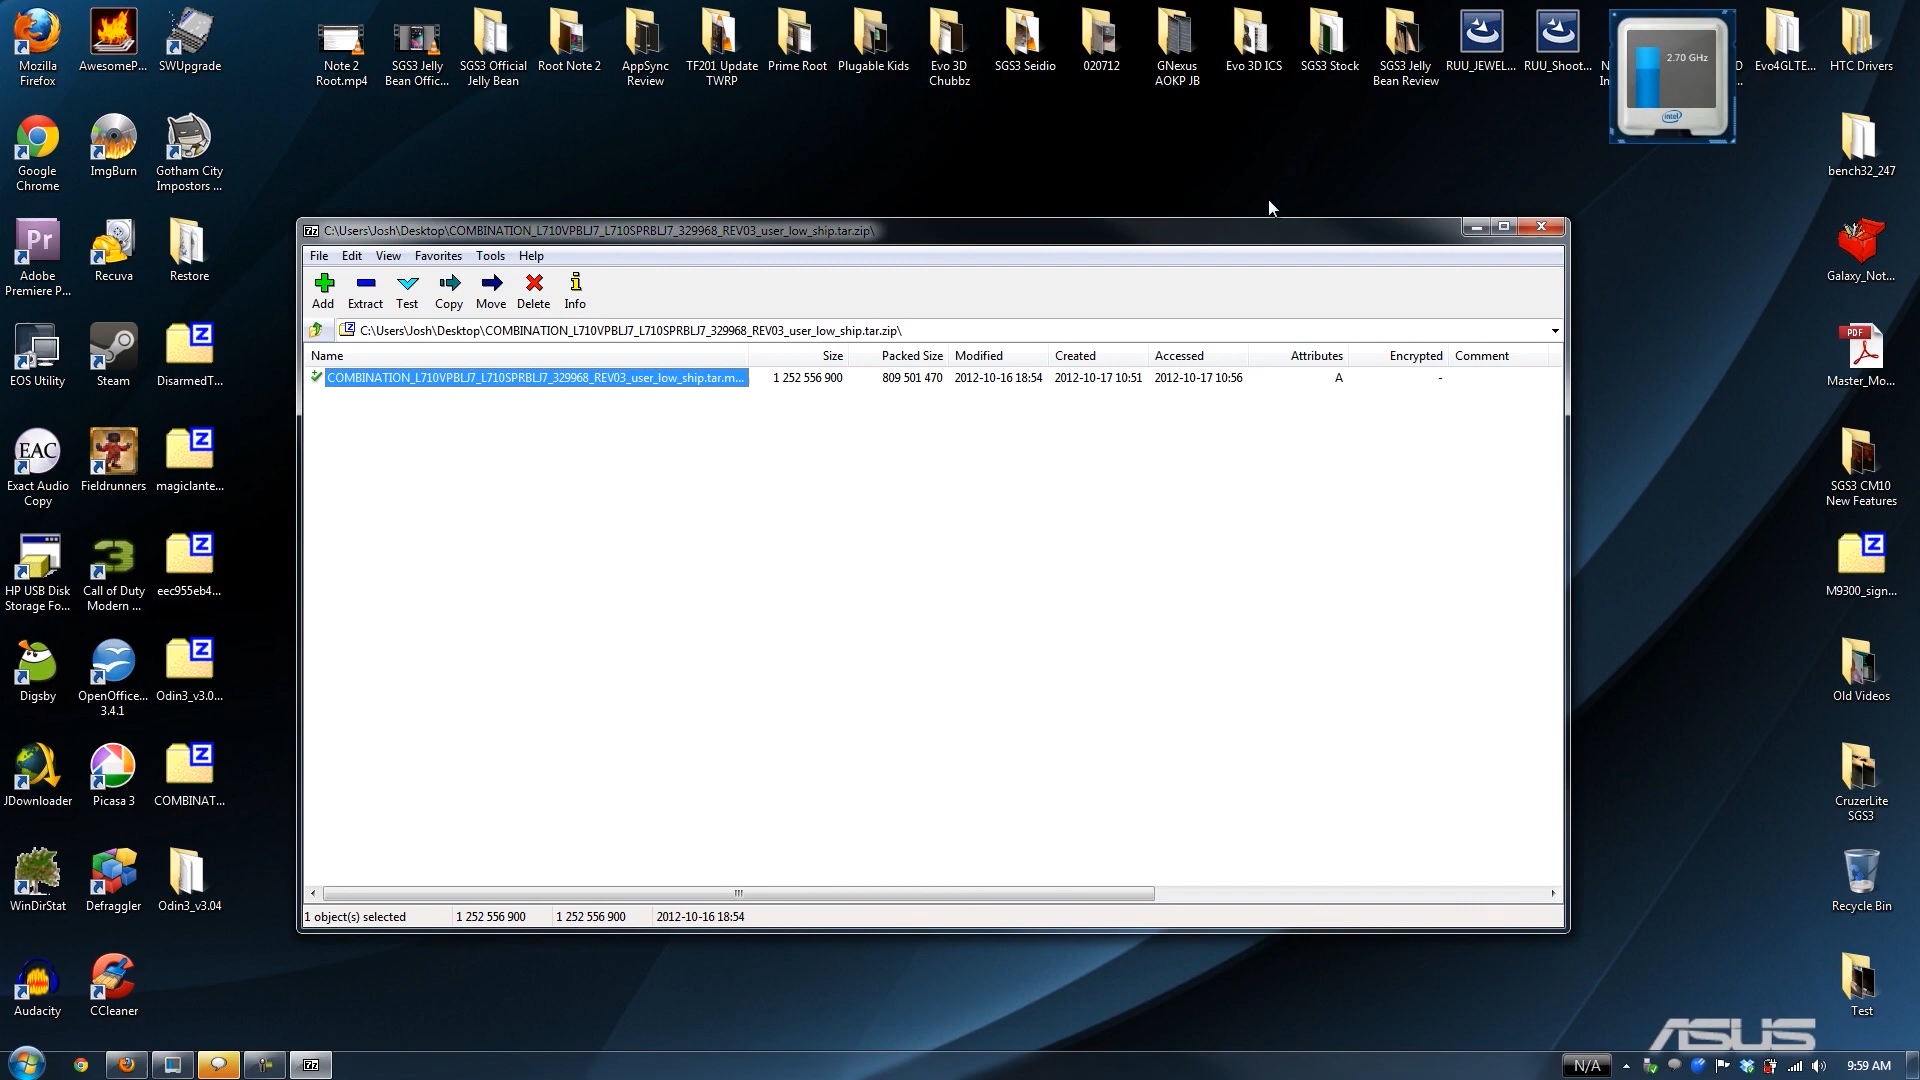 Mozilla Firefox
AwesomeP...
SWUpgrade
Note 2 Root.mp4
SGS3 Jelly Bean Offic...
SGS3 Official Jelly Bean
Root Note 2
AppSync Review
TF201 Update TWRP
Prime Root
Plugable Kids
Evo 3D Chubbz
SGS3 Seidio
020712
GNexus AOKP JB
Evo 3D ICS
SGS3 Stock
SGS3 Jelly Bean Review
RUU_JEWEL...
RUU_Shoot...
2.70 GHz
intel
Evo4GLTE...
HTC Drivers
Google Chrome
ImgBurn
Gotham City Impostors ...
bench32_247
Pr
Adobe Premiere P...
Recuva
Restore
Galaxy_Not...
EOS Utility
Steam
Z
DisarmedT...
PDF
Master_Mo...
EAC
Exact Audio Copy
Fieldrunners
Z
magiclante...
SGS3 CM10 New Features
HP USB Disk Storage Fo...
3
Call of Duty Modern ...
Z
eec955eb4...
Z
M9300_sign...
Digsby
OpenOffice... 3.4.1
Z
Odin3_v3.0...
Old Videos
JDownloader
Picasa 3
Z
COMBINAT...
CruzerLite SGS3
WinDirStat
Defraggler
Odin3_v3.04
Recycle Bin
Audacity
CCleaner
Test
7z C:\Users\Josh\Desktop\COMBINATION_L710VPBLJ7_L710SPRBLJ7_329968_REV03_user_low_ship.tar.zip\
File Edit View Favorites Tools Help
Add Extract Test Copy Move Delete Info
C:\Users\Josh\Desktop\COMBINATION_L710VPBLJ7_L710SPRBLJ7_329968_REV03_user_low_ship.tar.zip\
Name Size Packed Size Modified Created Accessed Attributes Encrypted Comment
COMBINATION_L710VPBLJ7_L710SPRBLJ7_329968_REV03_user_low_ship.tar.m... 1 252 556 900 809 501 470 2012-10-16 18:54 2012-10-17 10:51 2012-10-17 10:56 A -
1 object(s) selected 1 252 556 900 1 252 556 900 2012-10-16 18:54
ASUS
7z
N/A
9:59 AM